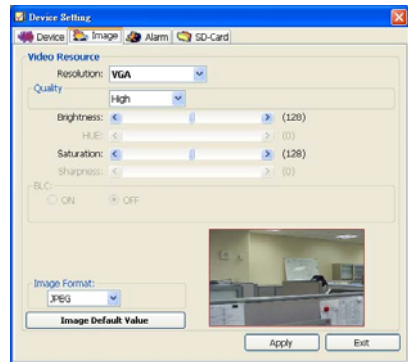 Device Setting
Device Image Alarm SD-Card
Video Resource
Resolution: VGA
Quality
High
Brightness: (128)
HUE: (0)
Saturation: (128)
Sharpness: (0)
BLC:
ON OFF
Image Format:
JPEG
Image Default Value
Apply Exit